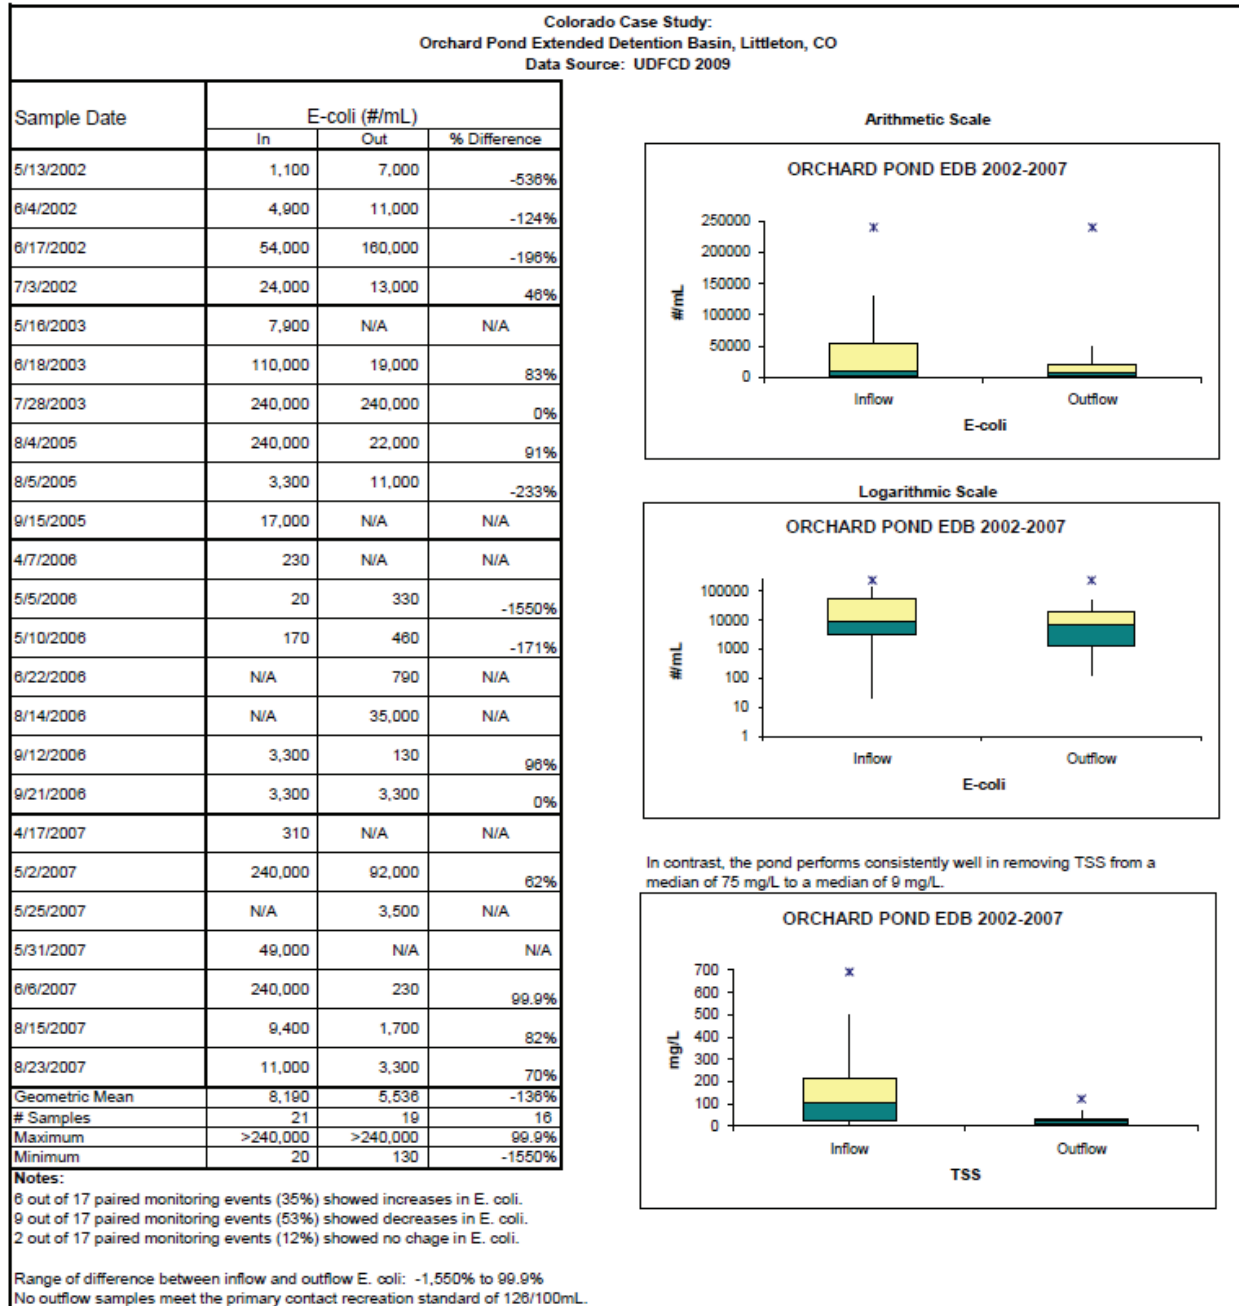 Colorado Case Study:
Orchard Pond Extended Detention Basin, Littleton, CO
Data Source: UDFCD 2009
Sample Date E-coli (#/mL)
In Out % Difference
5/13/2002 1,100 7,000 -536%
6/4/2002 4,900 11,000 -124%
6/17/2002 54,000 160,000 -196%
7/3/2002 24,000 13,000 46%
5/16/2003 7,900 N/A N/A
6/18/2003 110,000 19,000 83%
7/28/2003 240,000 240,000 0%
8/4/2005 240,000 22,000 91%
8/5/2005 3,300 11,000 -233%
9/15/2005 17,000 N/A N/A
4/7/2006 230 N/A N/A
5/5/2006 20 330 -1550%
5/10/2006 170 460 -171%
6/22/2006 N/A 790 N/A
8/14/2006 N/A 35,000 N/A
9/12/2006 3,300 130 96%
9/21/2006 3,300 3,300 0%
4/17/2007 310 N/A N/A
5/2/2007 240,000 92,000 62%
5/25/2007 N/A 3,500 N/A
5/31/2007 49,000 N/A N/A
6/6/2007 240,000 230 99.9%
8/15/2007 9,400 1,700 82%
8/23/2007 11,000 3,300 70%
Geometric Mean 8,190 5,536 -136%
# Samples 21 19 16
Maximum >240,000 >240,000 99.9%
Minimum 20 130 -1550%
Notes:
6 out of 17 paired monitoring events (35%) showed increases in E. coli.
9 out of 17 paired monitoring events (53%) showed decreases in E. coli.
2 out of 17 paired monitoring events (12%) showed no chage in E. coli.
Range of difference between inflow and outflow E. coli: -1,550% to 99.9%
No outflow samples meet the primary contact recreation standard of 126/100mL.
Arithmetic Scale
ORCHARD POND EDB 2002-2007
250000
200000
150000
100000
50000
0
#/mL
Inflow Outflow
E-coli
Logarithmic Scale
ORCHARD POND EDB 2002-2007
100000
10000
1000
100
10
1
#/mL
Inflow Outflow
E-coli
In contrast, the pond performs consistently well in removing TSS from a
median of 75 mg/L to a median of 9 mg/L.
ORCHARD POND EDB 2002-2007
700
600
500
400
300
200
100
0
mg/L
Inflow Outflow
TSS